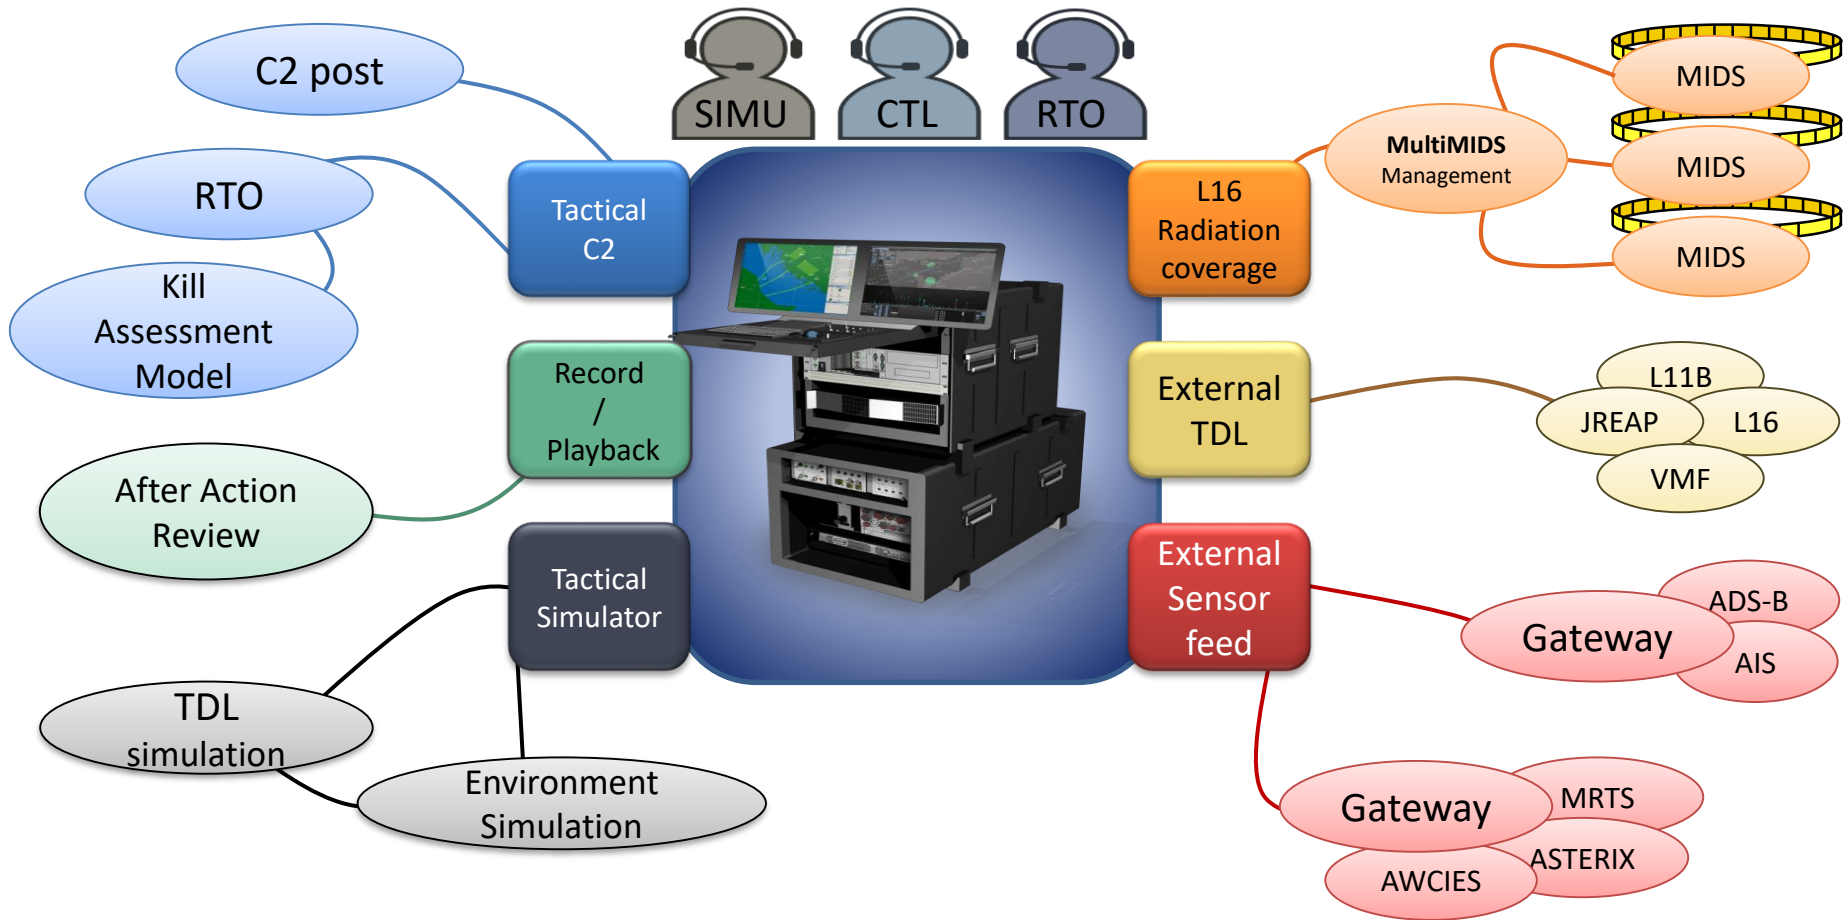 C2 post
RTO
Kill
Assessment
Model
After Action
Review
TDL
simulation
Environment
Simulation
SIMU
CTL
RTO
Tactical
C2
Record
/
Playback
Tactical
Simulator
L16
Radiation
coverage
External
TDL
External
Sensor
feed
MultiMIDS
Management
MIDS
MIDS
MIDS
L11B
JREAP
L16
VMF
Gateway
ADS-B
AIS
Gateway
MRTS
ASTERIX
AWCIES